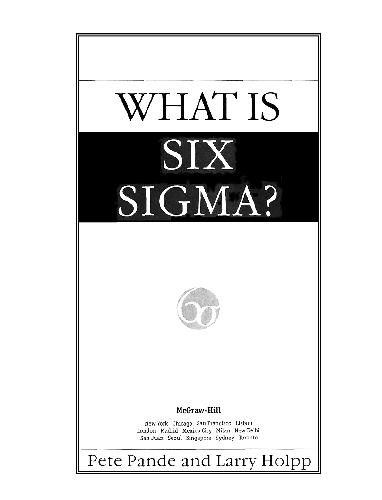 WHAT IS
SIX
SIGMA?
6σ
McGraw-Hill
New York Chicago San Francisco Lisbon
London Madrid Mexico City Milan New Delhi
San Juan Seoul Singapore Sydney Toronto
Pete Pande and Larry Holpp